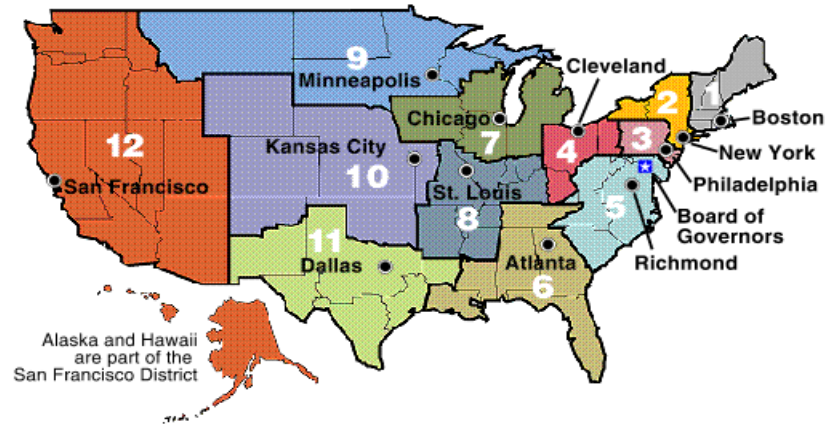 Cleveland
9
Minneapolis
2
1
Chicago
Boston
12
Kansas City
7
4
3
New York
San Francisco
10
St. Louis
Philadelphia
8
5
Board of
Governors
11
Dallas
Atlanta
Richmond
6
Alaska and Hawaii
are part of the
San Francisco District